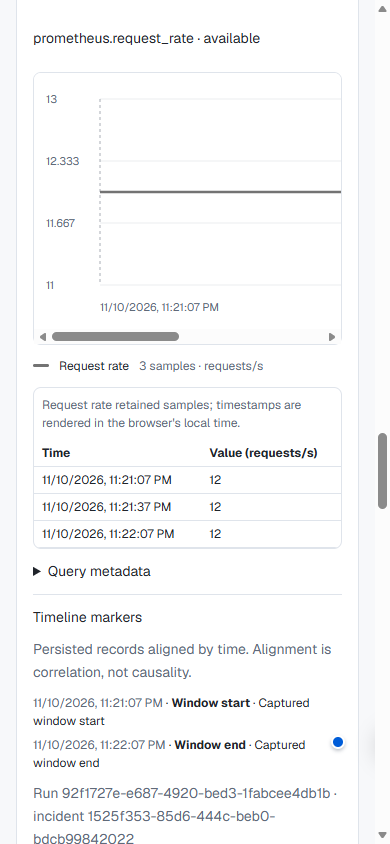 prometheus.request_rate · available
13
12.333
11.667
11
11/10/2026, 11:21:07 PM
Request rate 3 samples · requests/s
Request rate retained samples; timestamps are
rendered in the browser's local time.
Time Value (requests/s)
11/10/2026, 11:21:07 PM 12
11/10/2026, 11:21:37 PM 12
11/10/2026, 11:22:07 PM 12
Query metadata
Timeline markers
Persisted records aligned by time. Alignment is
correlation, not causality.
11/10/2026, 11:21:07 PM · Window start · Captured
window start
11/10/2026, 11:22:07 PM · Window end · Captured
window end
Run 92f1727e-e687-4920-bed3-1fabcee4db1b ·
incident 1525f353-85d6-444c-beb0-
bdcb99842022